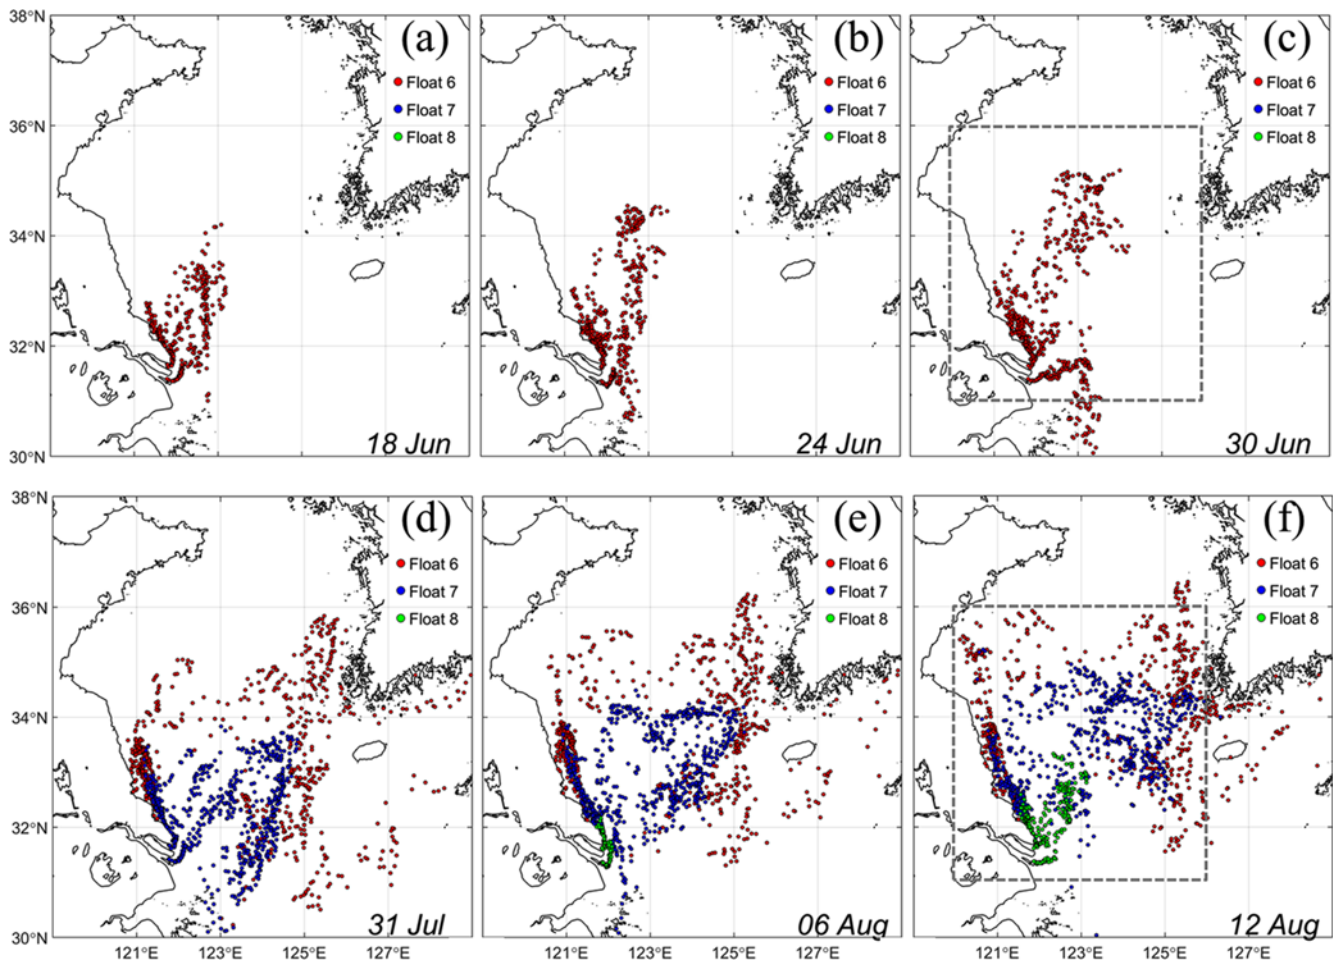 38°N
(a)
(b)
(c)
Float 6
Float 6
Float 6
Float 7
Float 7
Float 7
Float 8
Float 8
Float 8
36°N
34°N
32°N
30°N
18 Jun
24 Jun
30 Jun
38°N
(d)
(e)
(f)
Float 6
Float 6
Float 6
Float 7
Float 7
Float 7
Float 8
Float 8
Float 8
36°N
34°N
32°N
30°N
31 Jul
06 Aug
12 Aug
121°E 123°E 125°E 127°E
121°E 123°E 125°E 127°E
121°E 123°E 125°E 127°E